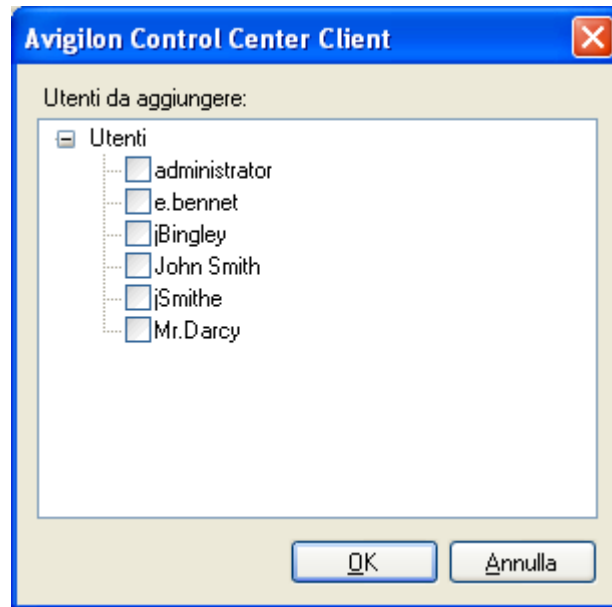 Avigilon Control Center Client
Utenti da aggiungere:
Utenti
administrator
e.bennet
jBingley
John Smith
jSmithe
Mr.Darcy
OK
Annulla